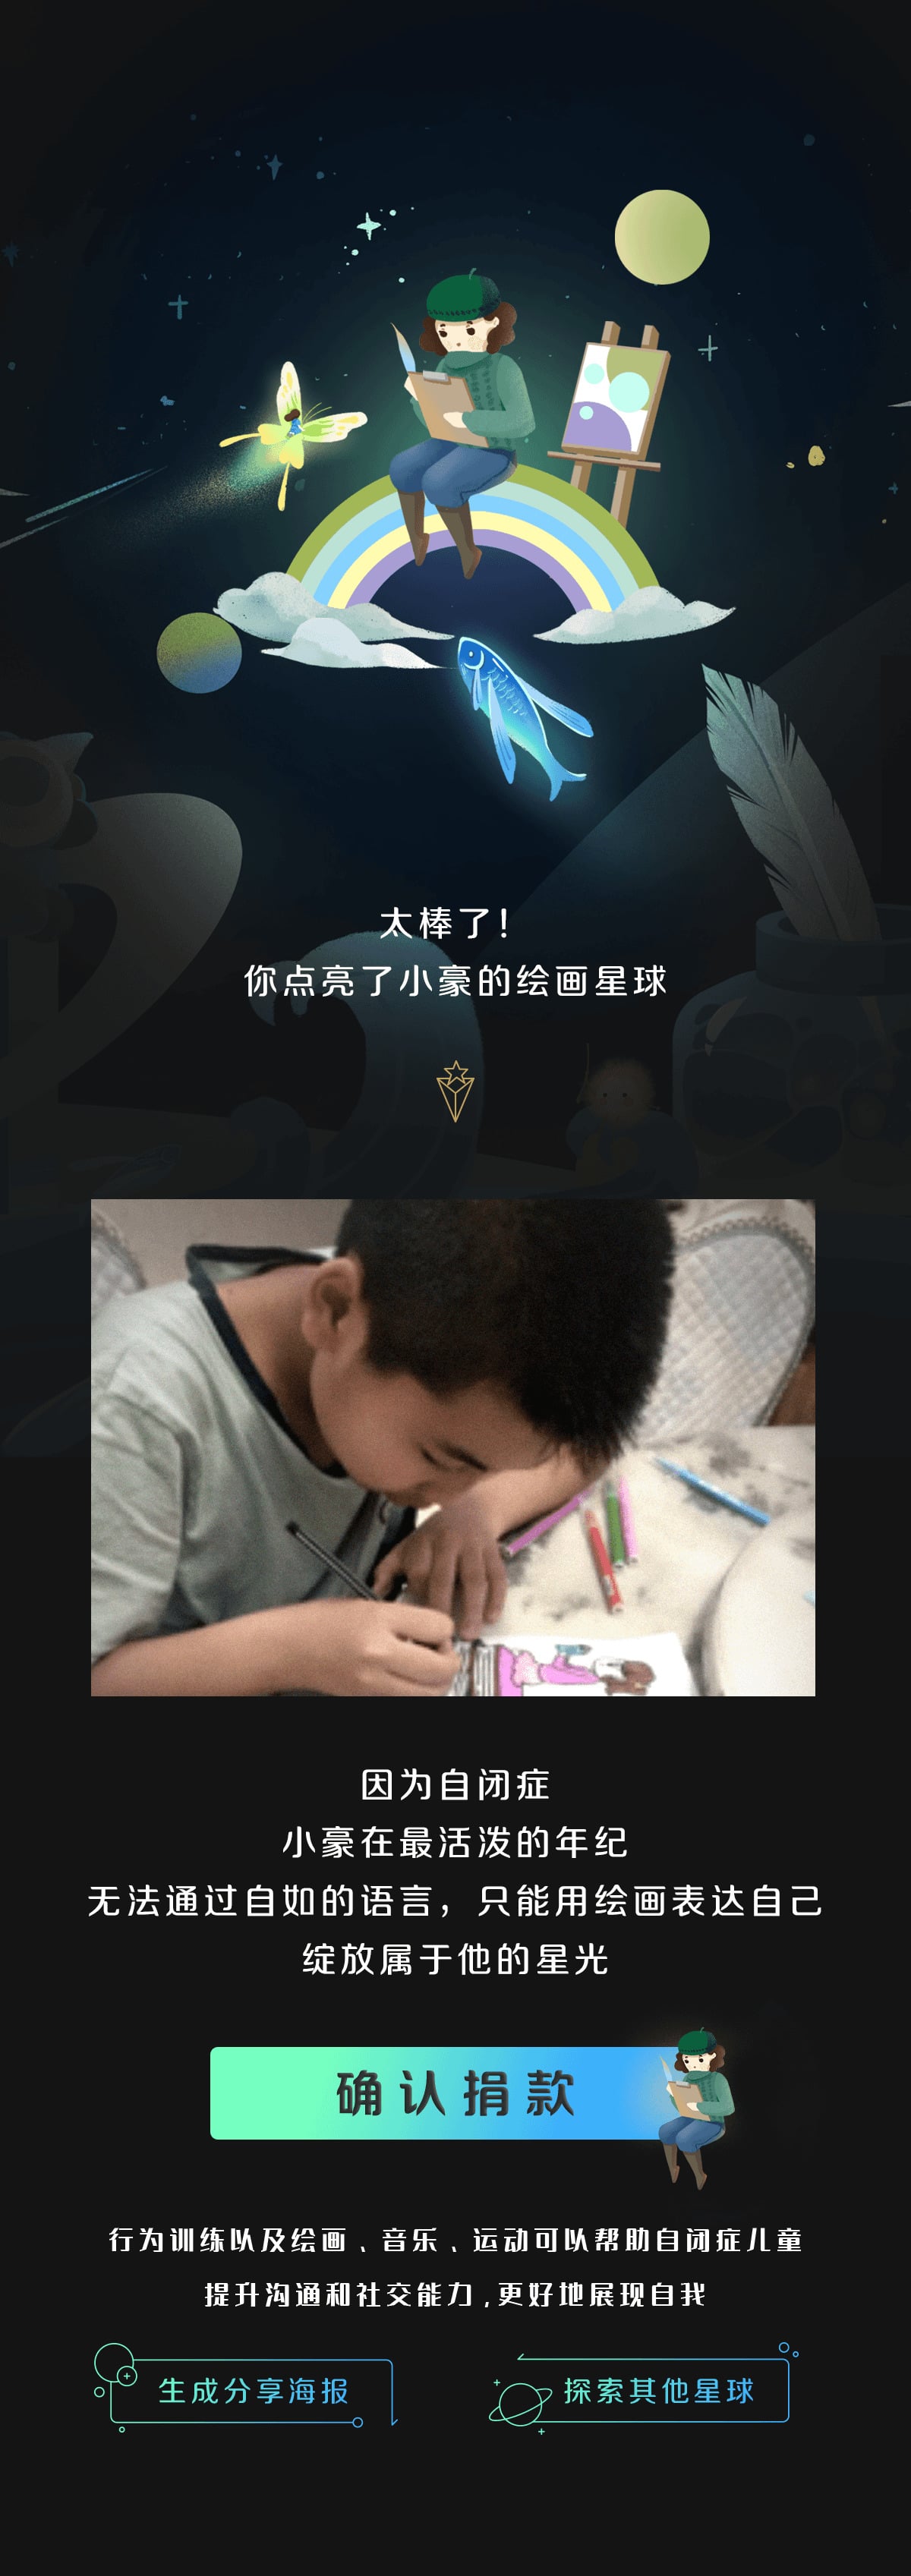 太棒了!
你点亮了小豪的绘画星球
因为自闭症
小豪在最活泼的年纪
无法通过自如的语言，只能用绘画表达自己
绽放属于他的星光
确认捐款
行为训练以及绘画、音乐、运动可以帮助自闭症儿童
提升沟通和社交能力,更好地展现自我
生成分享海报
探索其他星球